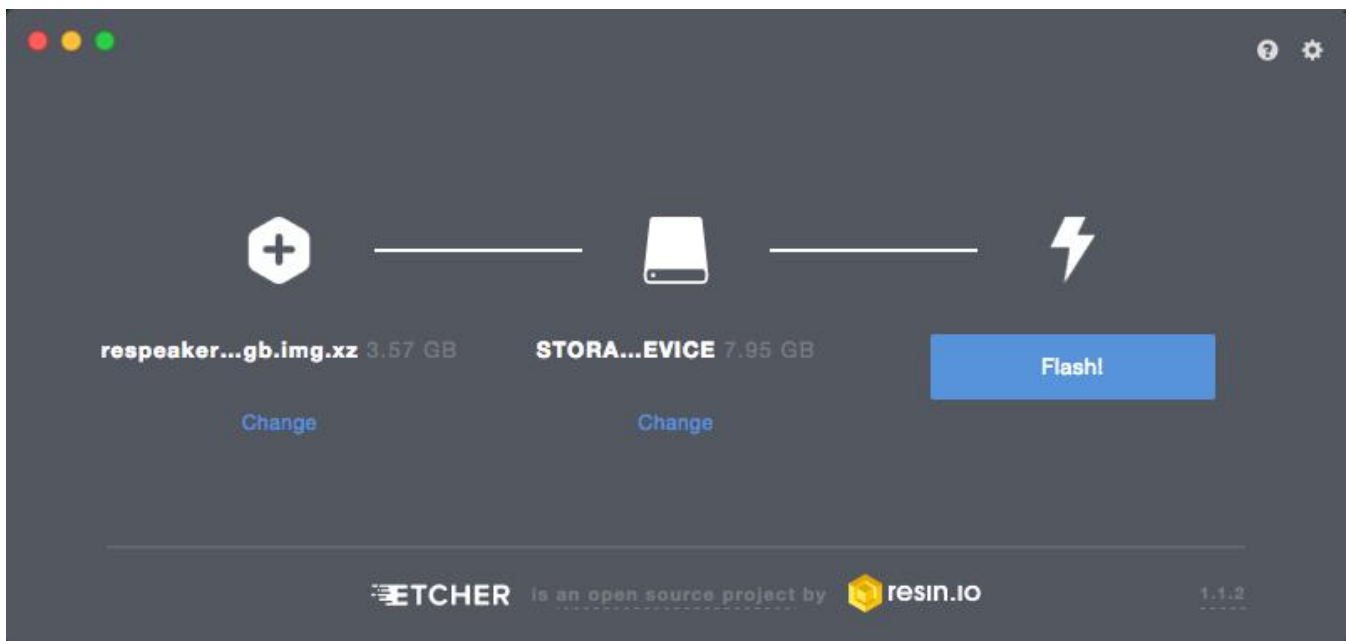 respeaker...gb.img.xz 3.57 GB
STORA...EVICE 7.95 GB
Flash!
Change
Change
ETCHER is an open source project by resin.io 1.1.2